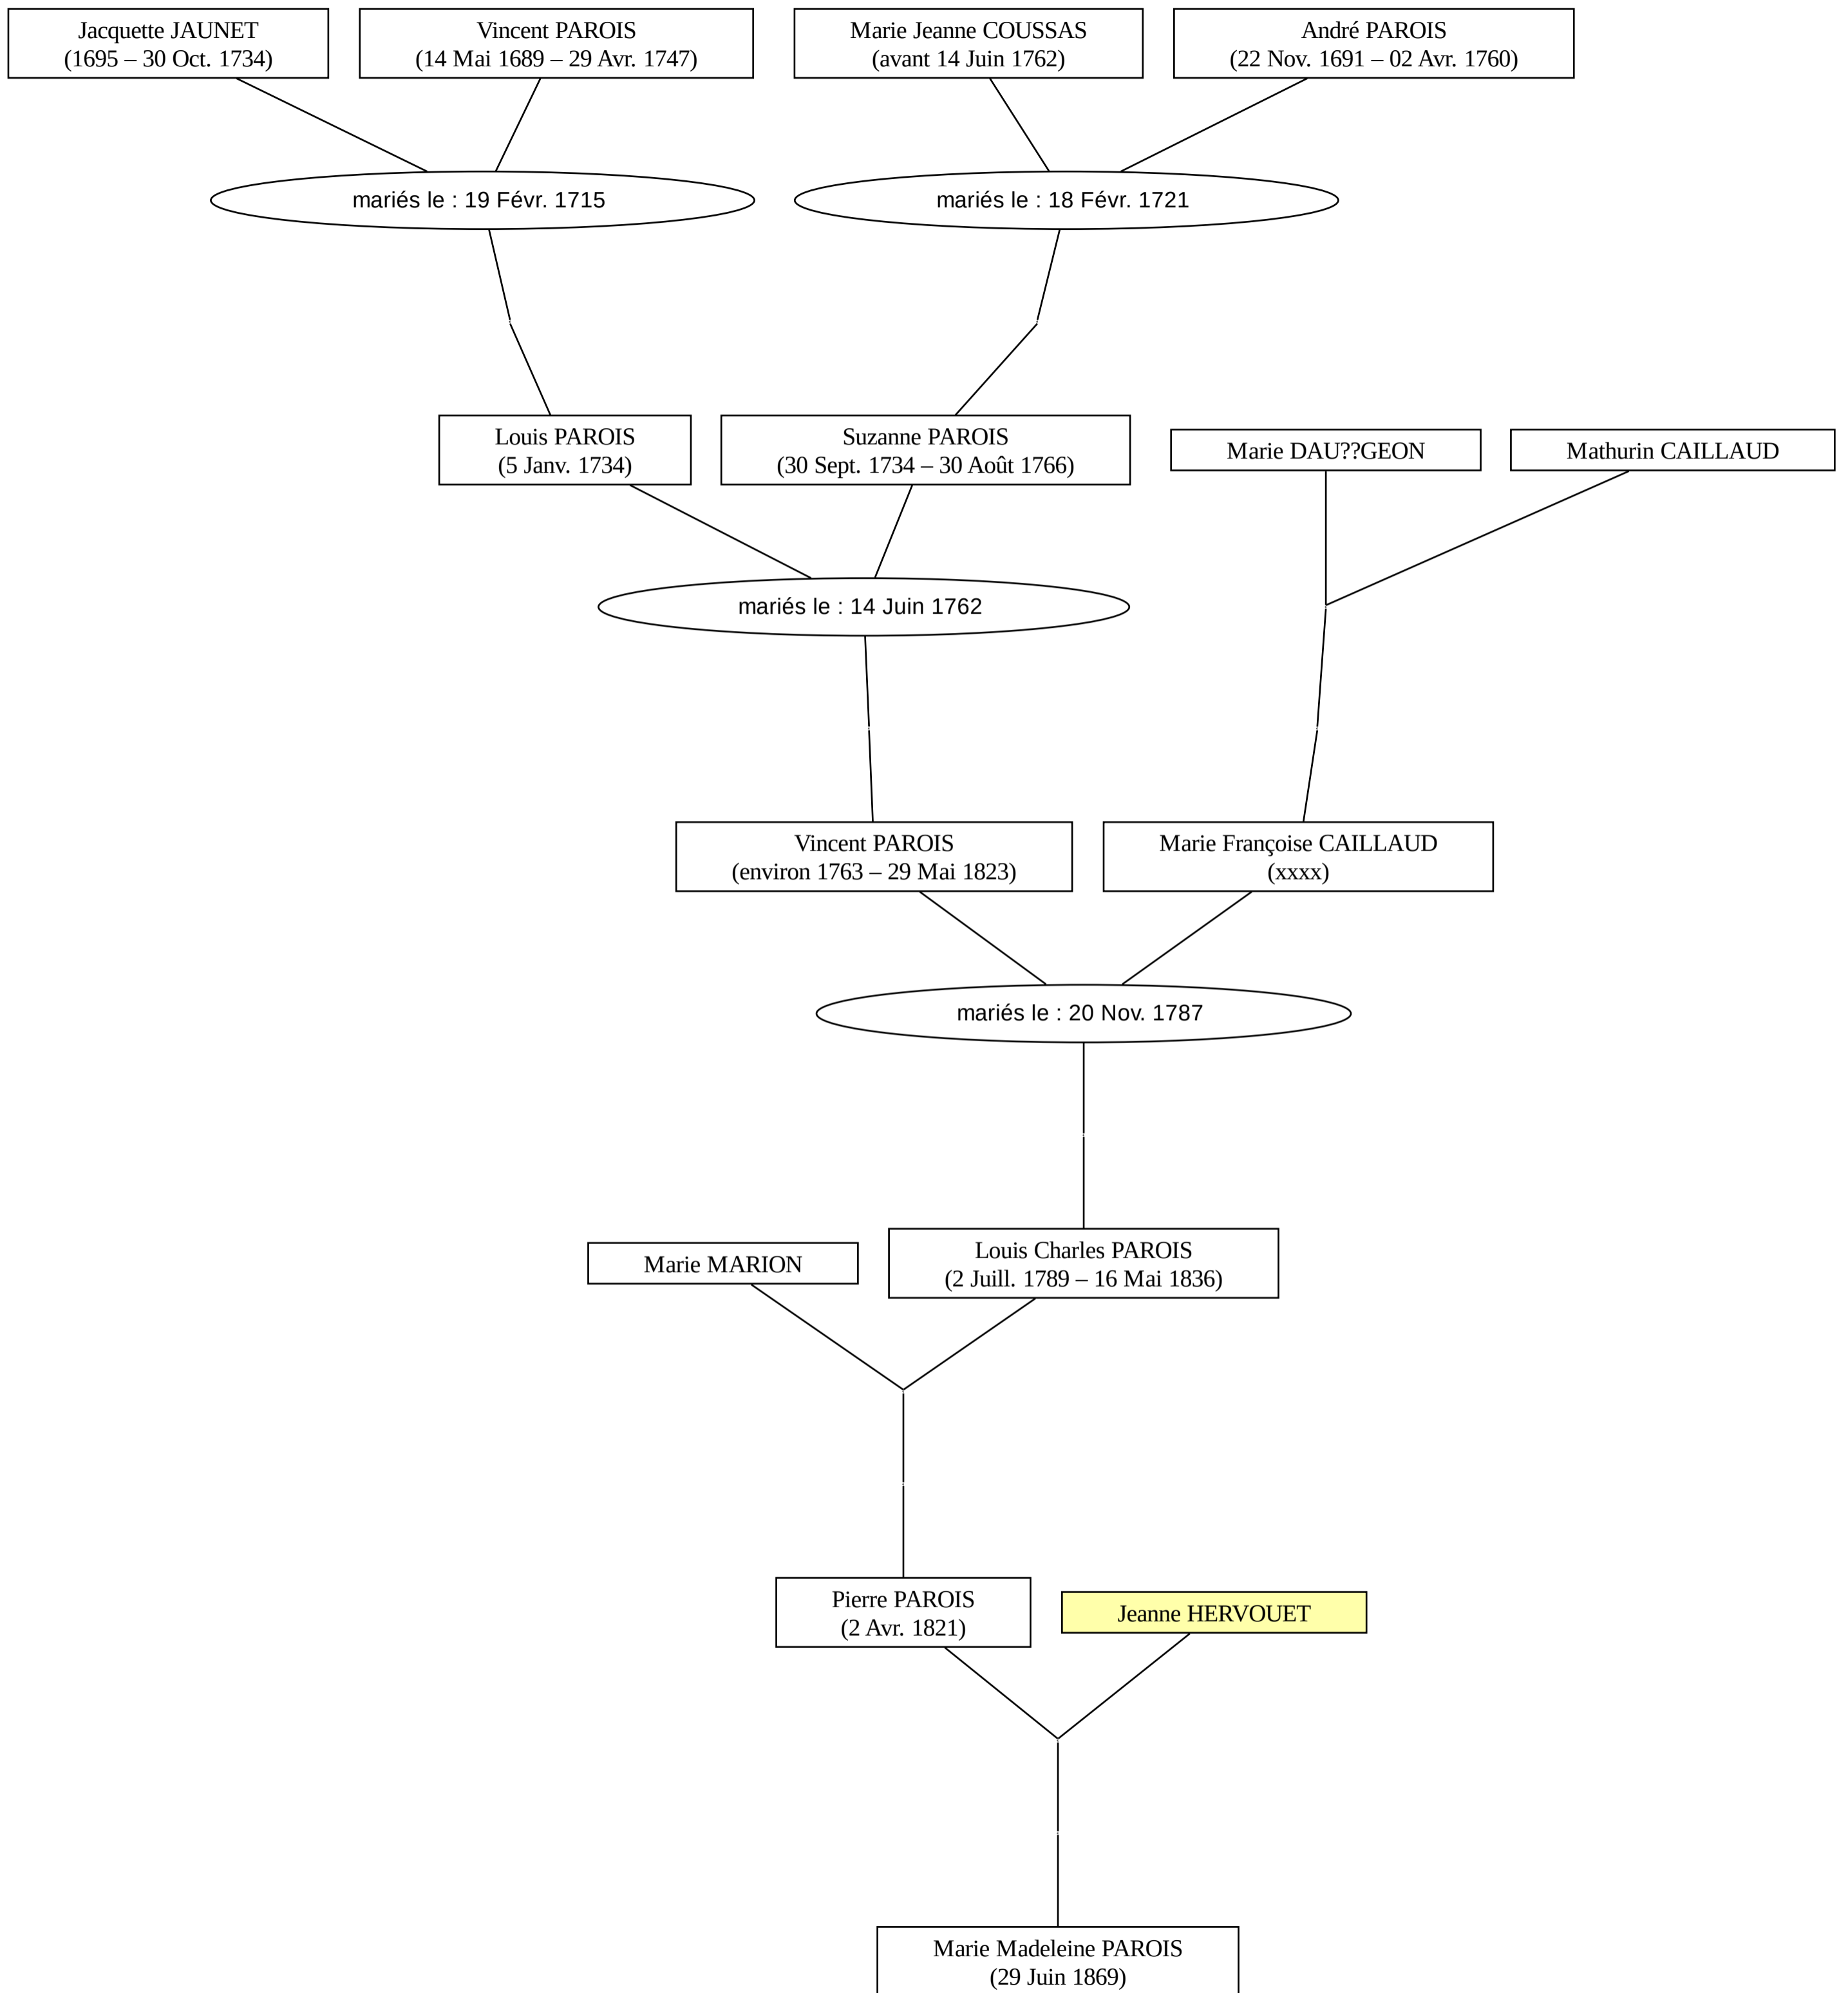 Jacquette JAUNET
(1695 – 30 Oct. 1734)
Vincent PAROIS
(14 Mai 1689 – 29 Avr. 1747)
Marie Jeanne COUSSAS
(avant 14 Juin 1762)
André PAROIS
(22 Nov. 1691 – 02 Avr. 1760)
mariés le : 19 Févr. 1715
mariés le : 18 Févr. 1721
Louis PAROIS
(5 Janv. 1734)
Suzanne PAROIS
(30 Sept. 1734 – 30 Août 1766)
Marie DAU??GEON
Mathurin CAILLAUD
mariés le : 14 Juin 1762
Vincent PAROIS
(environ 1763 – 29 Mai 1823)
Marie Françoise CAILLAUD
(xxxx)
mariés le : 20 Nov. 1787
Marie MARION
Louis Charles PAROIS
(2 Juill. 1789 – 16 Mai 1836)
Pierre PAROIS
(2 Avr. 1821)
Jeanne HERVOUET
Marie Madeleine PAROIS
(29 Juin 1869)